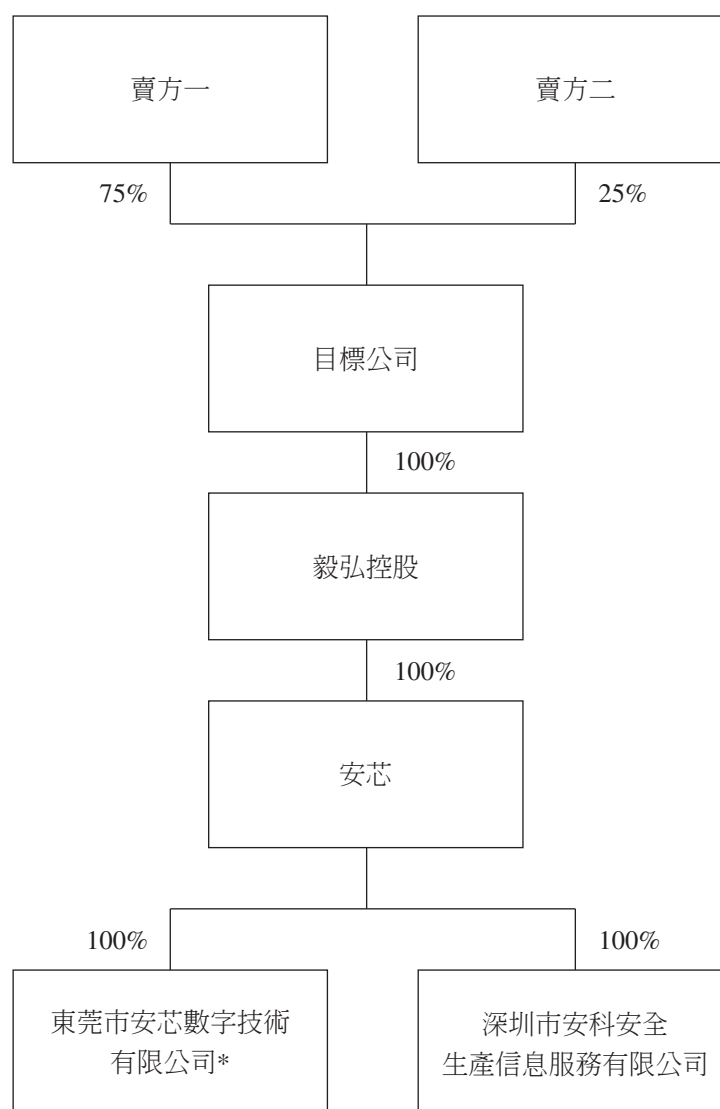 賣方一
賣方二
75%
25%
目標公司
100%
毅弘控股
100%
安芯
100%
100%
東莞市安芯數字技術
有限公司*
深圳市安科安全
生產信息服務有限公司